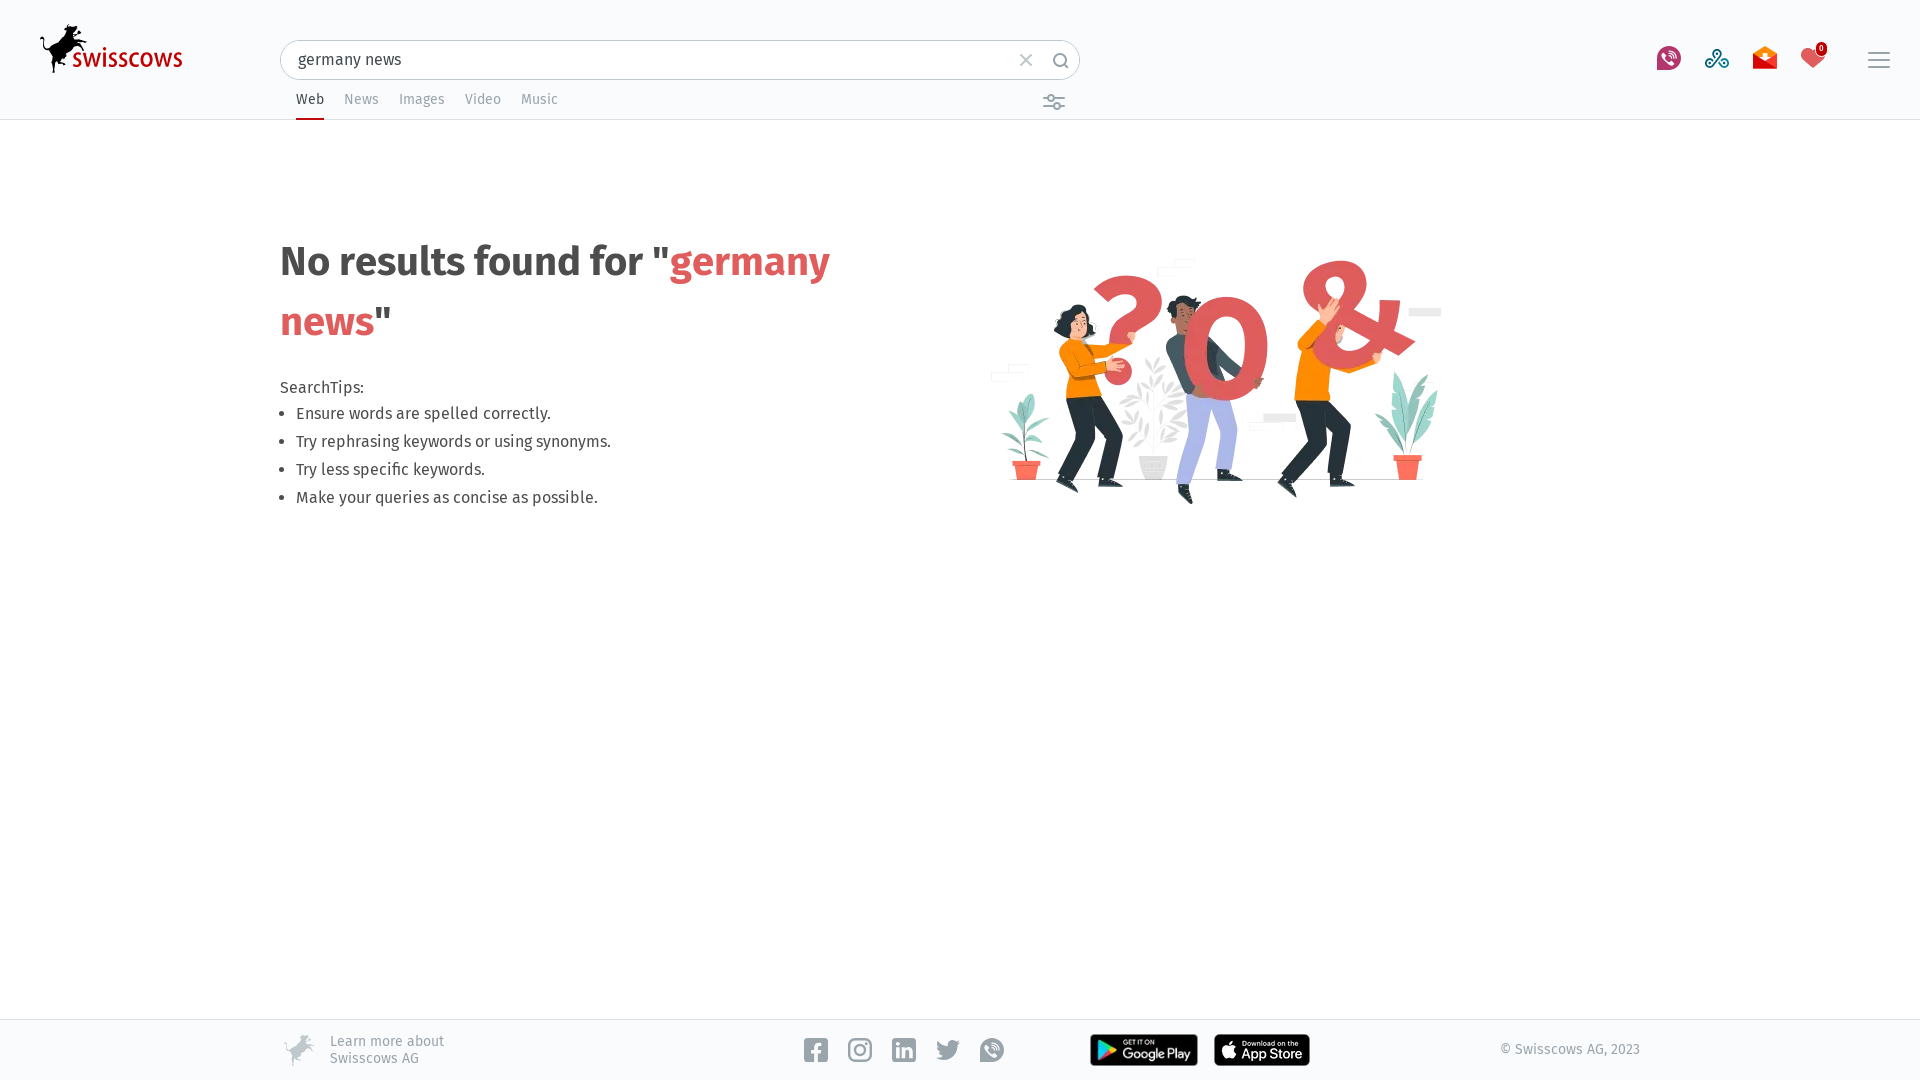 swisscows
germany news
0
Web News Images Video Music
No results found for "germany
news"
SearchTips:
Ensure words are spelled correctly.
Try rephrasing keywords or using synonyms.
Try less specific keywords.
Make your queries as concise as possible.
? 0 &
Learn more about
Swisscows AG
GET IT ON
Google Play
Download on the
App Store
© Swisscows AG, 2023